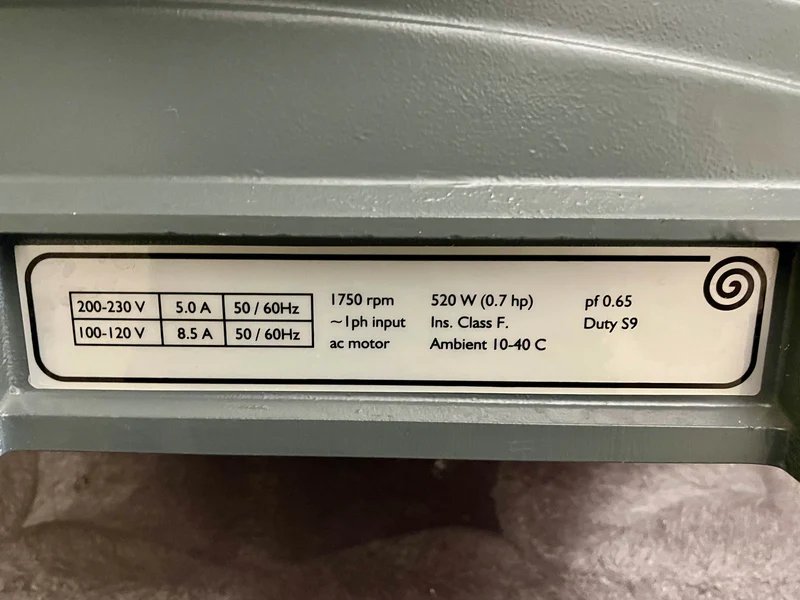 200-230 V 5.0 A 50 / 60Hz
100-120 V 8.5 A 50 / 60Hz
1750 rpm
~1ph input
ac motor
520 W (0.7 hp)
Ins. Class F.
Ambient 10-40 C
pf 0.65
Duty S9